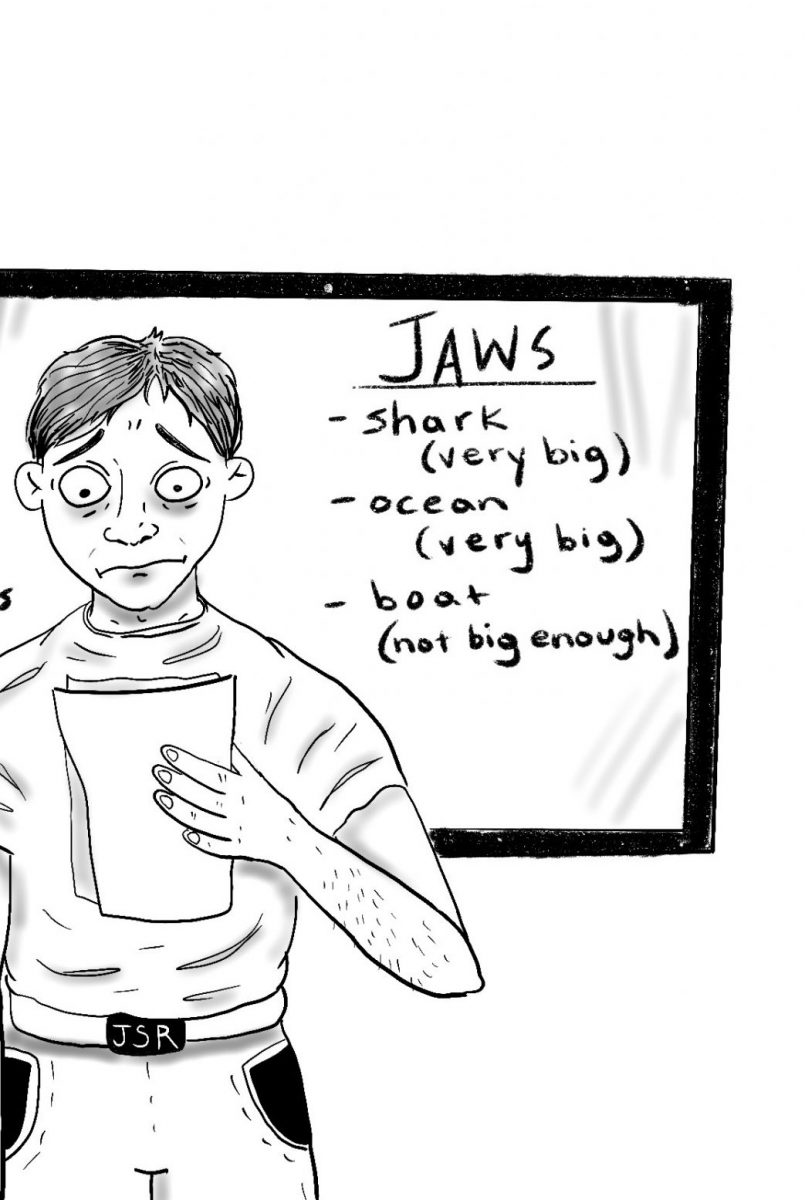 JAWS
- shark
(very big)
- ocean
(very big)
- boat
(not big enough)
s
JSR